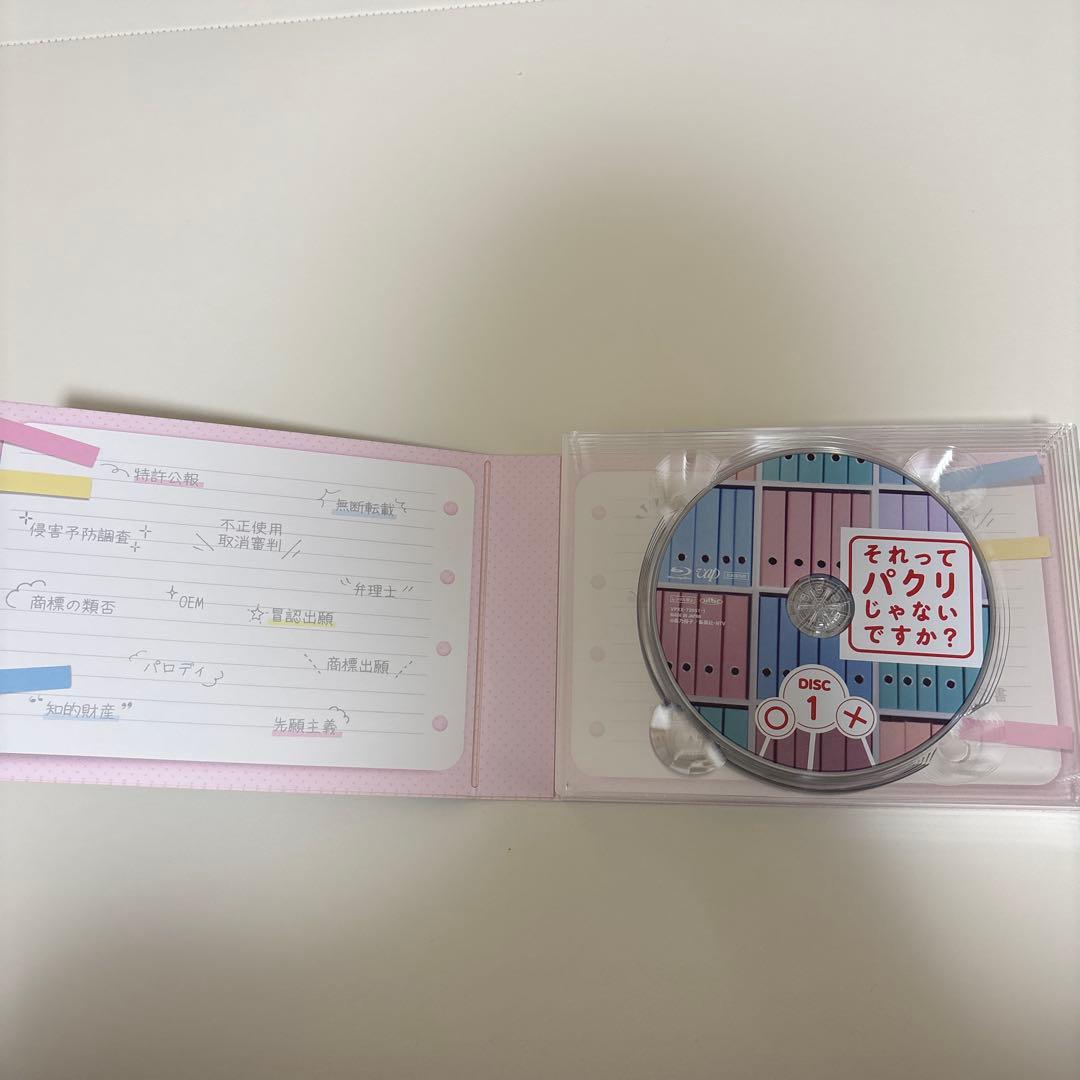 特許公報
無断転載
侵害予防調査
不正使用
取消審判
弁理士
商標の類否
OEM
冒認出願
パロディ
商標出願
“知的財産”
先願主義
それって
パクリ
じゃない
ですか?
vap
DISC
1
書